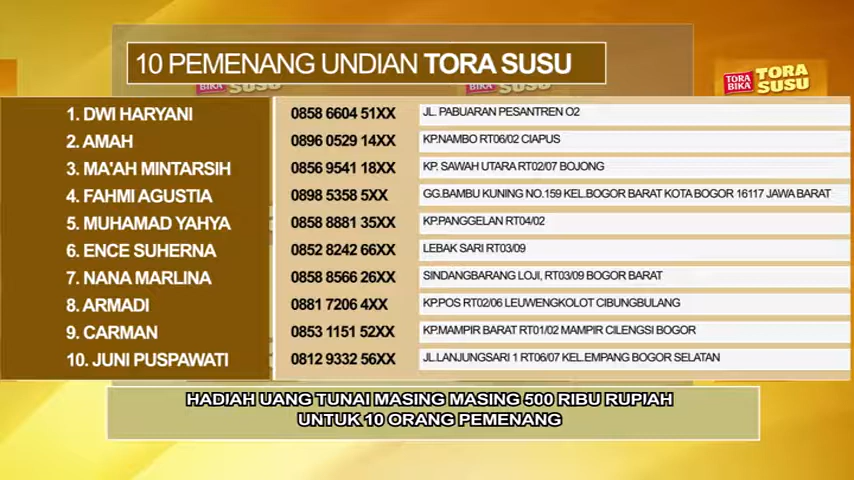 10 PEMENANG UNDIAN TORA SUSU
TORA BIKA TORA SUSU
1. DWI HARYANI 0858 6604 51XX JL. PABUARAN PESANTREN O2
2. AMAH 0896 0529 14XX KP.NAMBO RT06/02 CIAPUS
3. MA'AH MINTARSIH 0856 9541 18XX KP. SAWAH UTARA RT02/07 BOJONG
4. FAHMI AGUSTIA 0898 5358 5XX GG.BAMBU KUNING NO.159 KEL.BOGOR BARAT KOTA BOGOR 16117 JAWA BARAT
5. MUHAMAD YAHYA 0858 8881 35XX KP.PANGGELAN RT04/02
6. ENCE SUHERNA 0852 8242 66XX LEBAK SARI RT03/09
7. NANA MARLINA 0858 8566 26XX SINDANGBARANG LOJI, RT03/09 BOGOR BARAT
8. ARMADI 0881 7206 4XX KP.POS RT02/06 LEUWENGKOLOT CIBUNGBULANG
9. CARMAN 0853 1151 52XX KP.MAMPIR BARAT RT01/02 MAMPIR CILENGSI BOGOR
10. JUNI PUSPAWATI 0812 9332 56XX JL.LANJUNGSARI 1 RT06/07 KEL.EMPANG BOGOR SELATAN
HADIAH UANG TUNAI MASING MASING 500 RIBU RUPIAH
UNTUK 10 ORANG PEMENANG